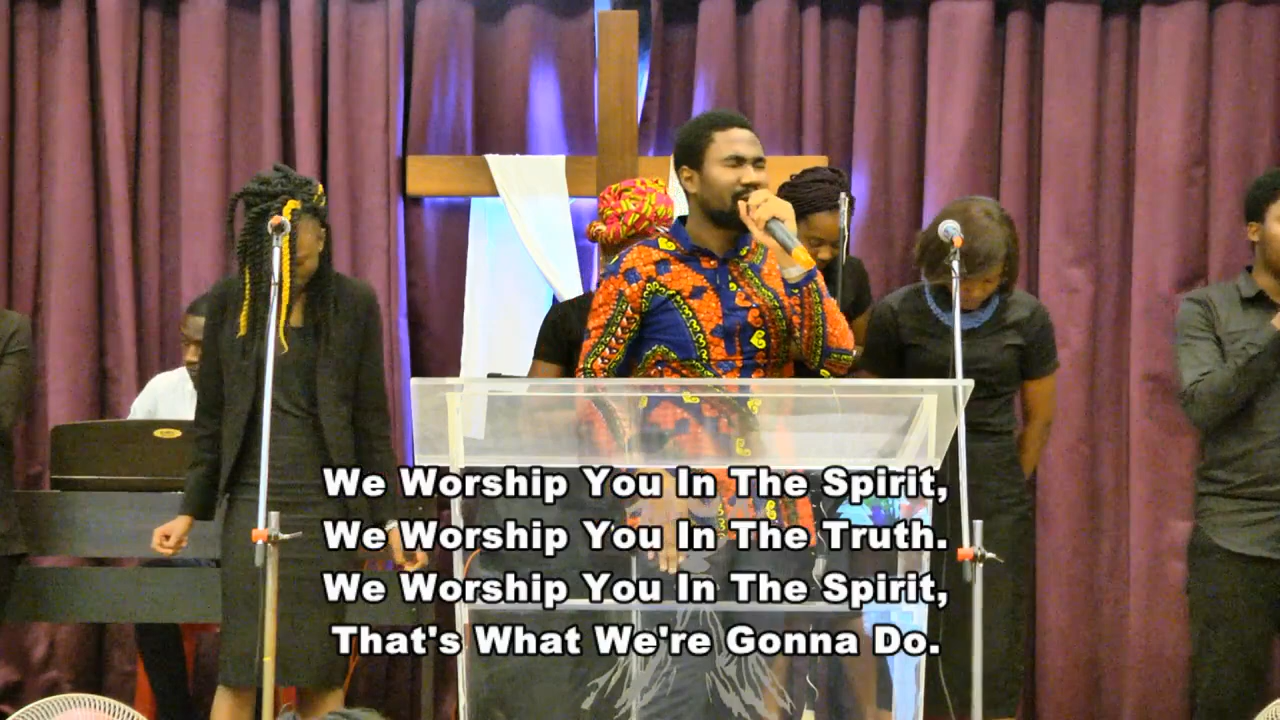 We Worship You In The Spirit,
We Worship You In The Truth.
We Worship You In The Spirit,
That's What We're Gonna Do.